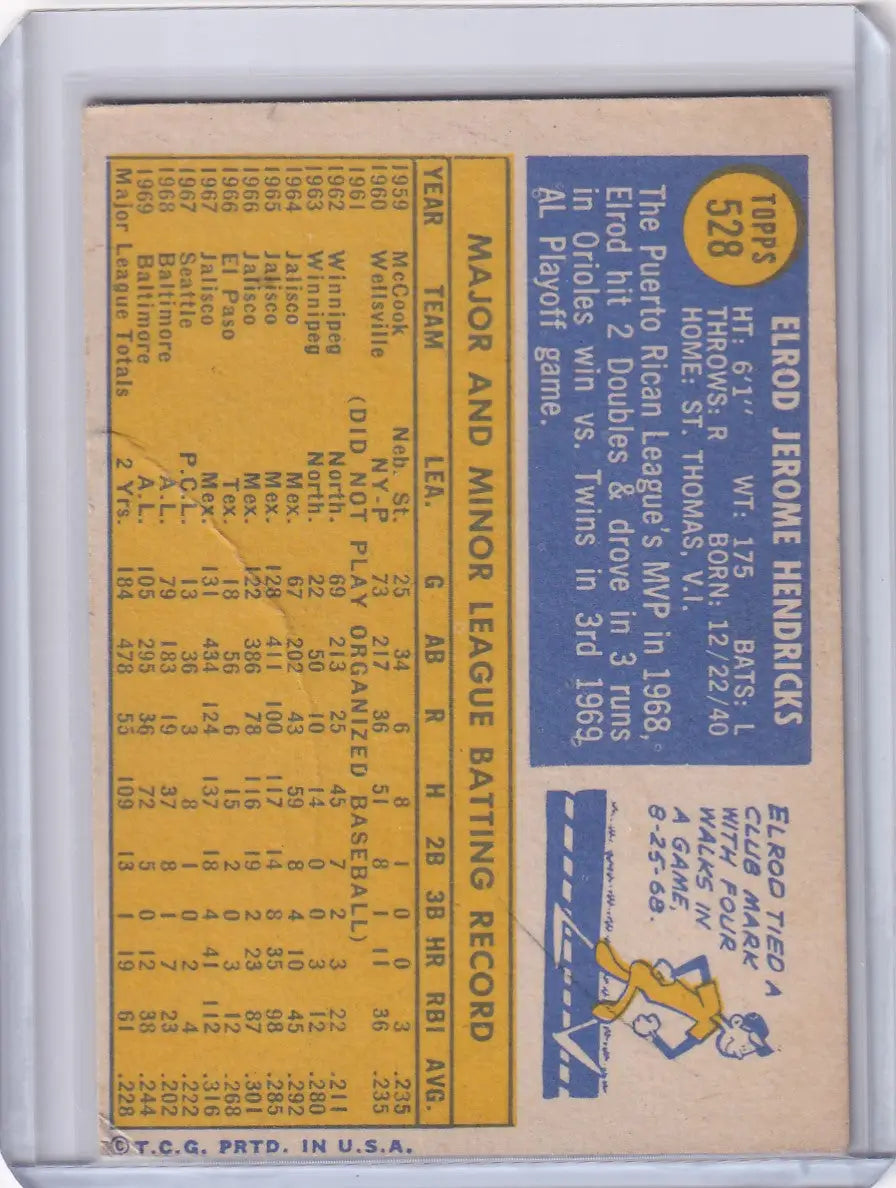 TOPPS
528
ELROD JEROME HENDRICKS
HT: 6'1" WT: 175 BATS: L
THROWS: R BORN: 12/22/40
HOME: ST. THOMAS, V.I.
The Puerto Rican League's MVP in 1968,
Elrod hit 2 Doubles & drove in 3 runs
in Orioles win vs. Twins in 3rd 1969
AL Playoff game.
ELROD TIED A
CLUB MARK
WITH FOUR
WALKS IN
A GAME,
8-25-68.
MAJOR AND MINOR LEAGUE BATTING RECORD
YEAR TEAM LEA. G AB R H 2B 3B HR RBI AVG.
1959 McCook Neb. St. 25 34 6 8 1 0 0 3 .235
1960 Wellsville NY-P 73 217 36 51 8 1 11 36 .235
1961 (DID NOT PLAY ORGANIZED BASEBALL)
1962 Winnipeg North. 69 213 25 45 7 2 3 22 .211
1963 Winnipeg North. 22 50 10 14 0 0 3 12 .280
1964 Jalisco Mex. 67 202 43 59 8 4 10 45 .292
1965 Jalisco Mex. 128 411 100 117 14 8 35 98 .285
1966 Jalisco Mex. 122 386 78 116 19 2 23 87 .301
1966 El Paso Tex. 18 56 6 15 2 0 3 12 .268
1967 Jalisco Mex. 131 434 124 137 18 4 41 112 .316
1967 Seattle P.C.L. 13 36 3 8 1 0 2 4 .222
1968 Baltimore A.L. 79 183 19 37 8 1 7 23 .202
1969 Baltimore A.L. 105 295 36 72 5 0 12 38 .244
Major League Totals 2 Yrs. 184 478 55 109 13 1 19 61 .228
© T.C.G. PRTD. IN U.S.A.